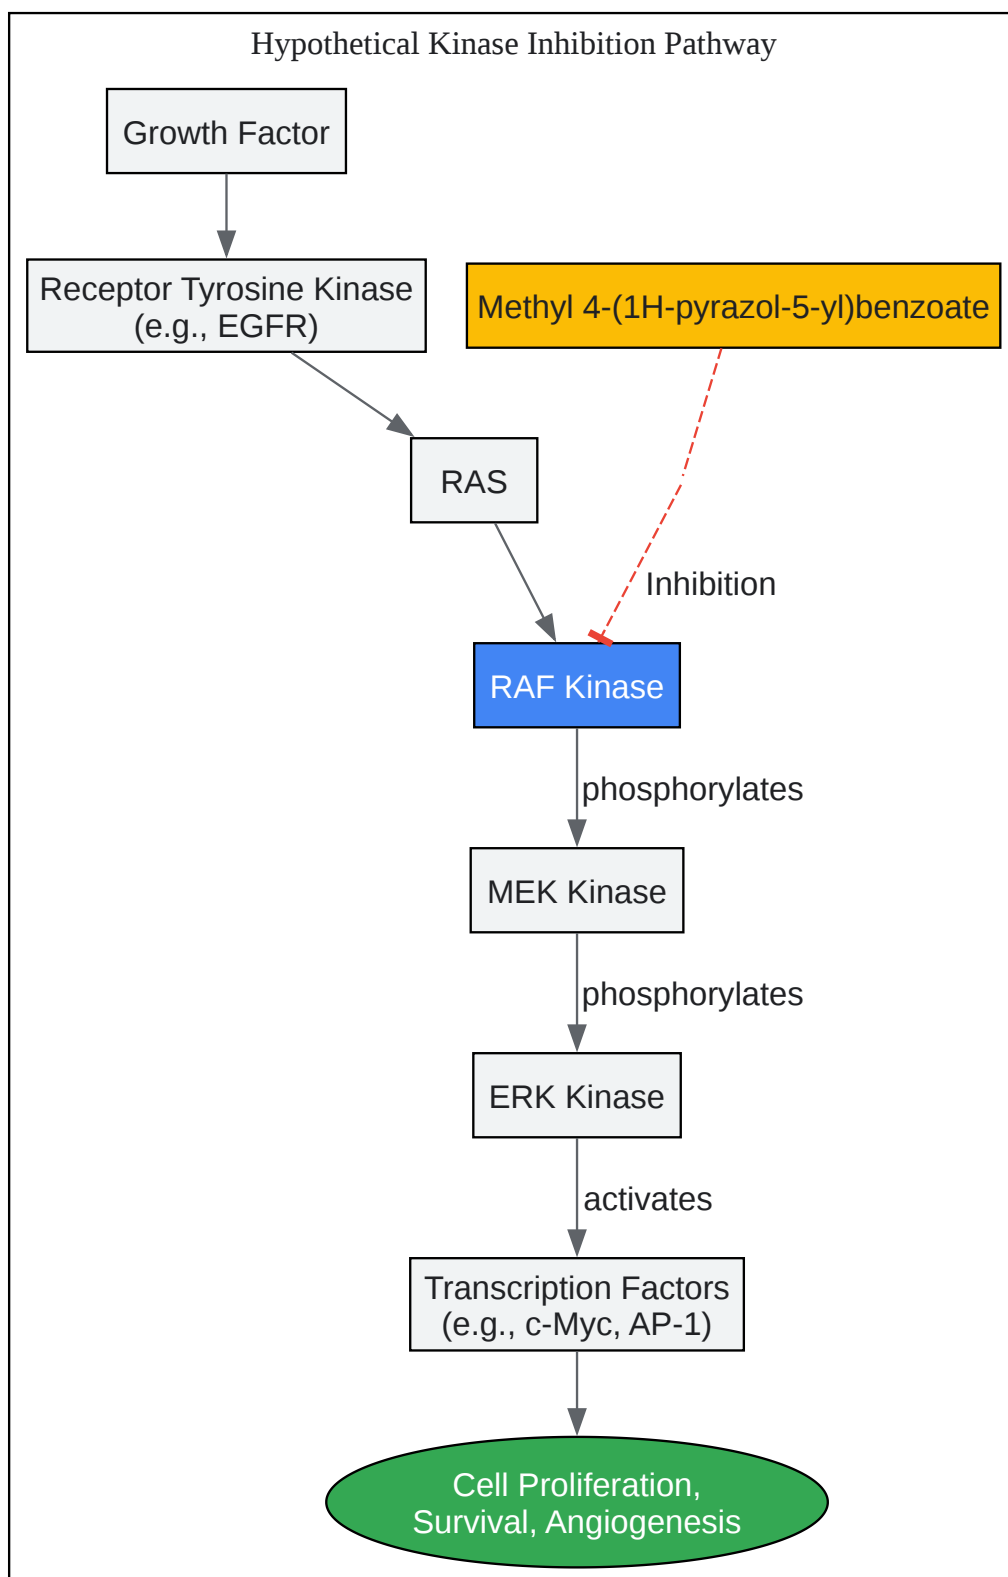 Hypothetical Kinase Inhibition Pathway
Growth Factor
Receptor Tyrosine Kinase
(e.g., EGFR)
Methyl 4-(1H-pyrazol-5-yl)benzoate
RAS
Inhibition
RAF Kinase
phosphorylates
MEK Kinase
phosphorylates
ERK Kinase
activates
Transcription Factors
(e.g., c-Myc, AP-1)
Cell Proliferation,
Survival, Angiogenesis